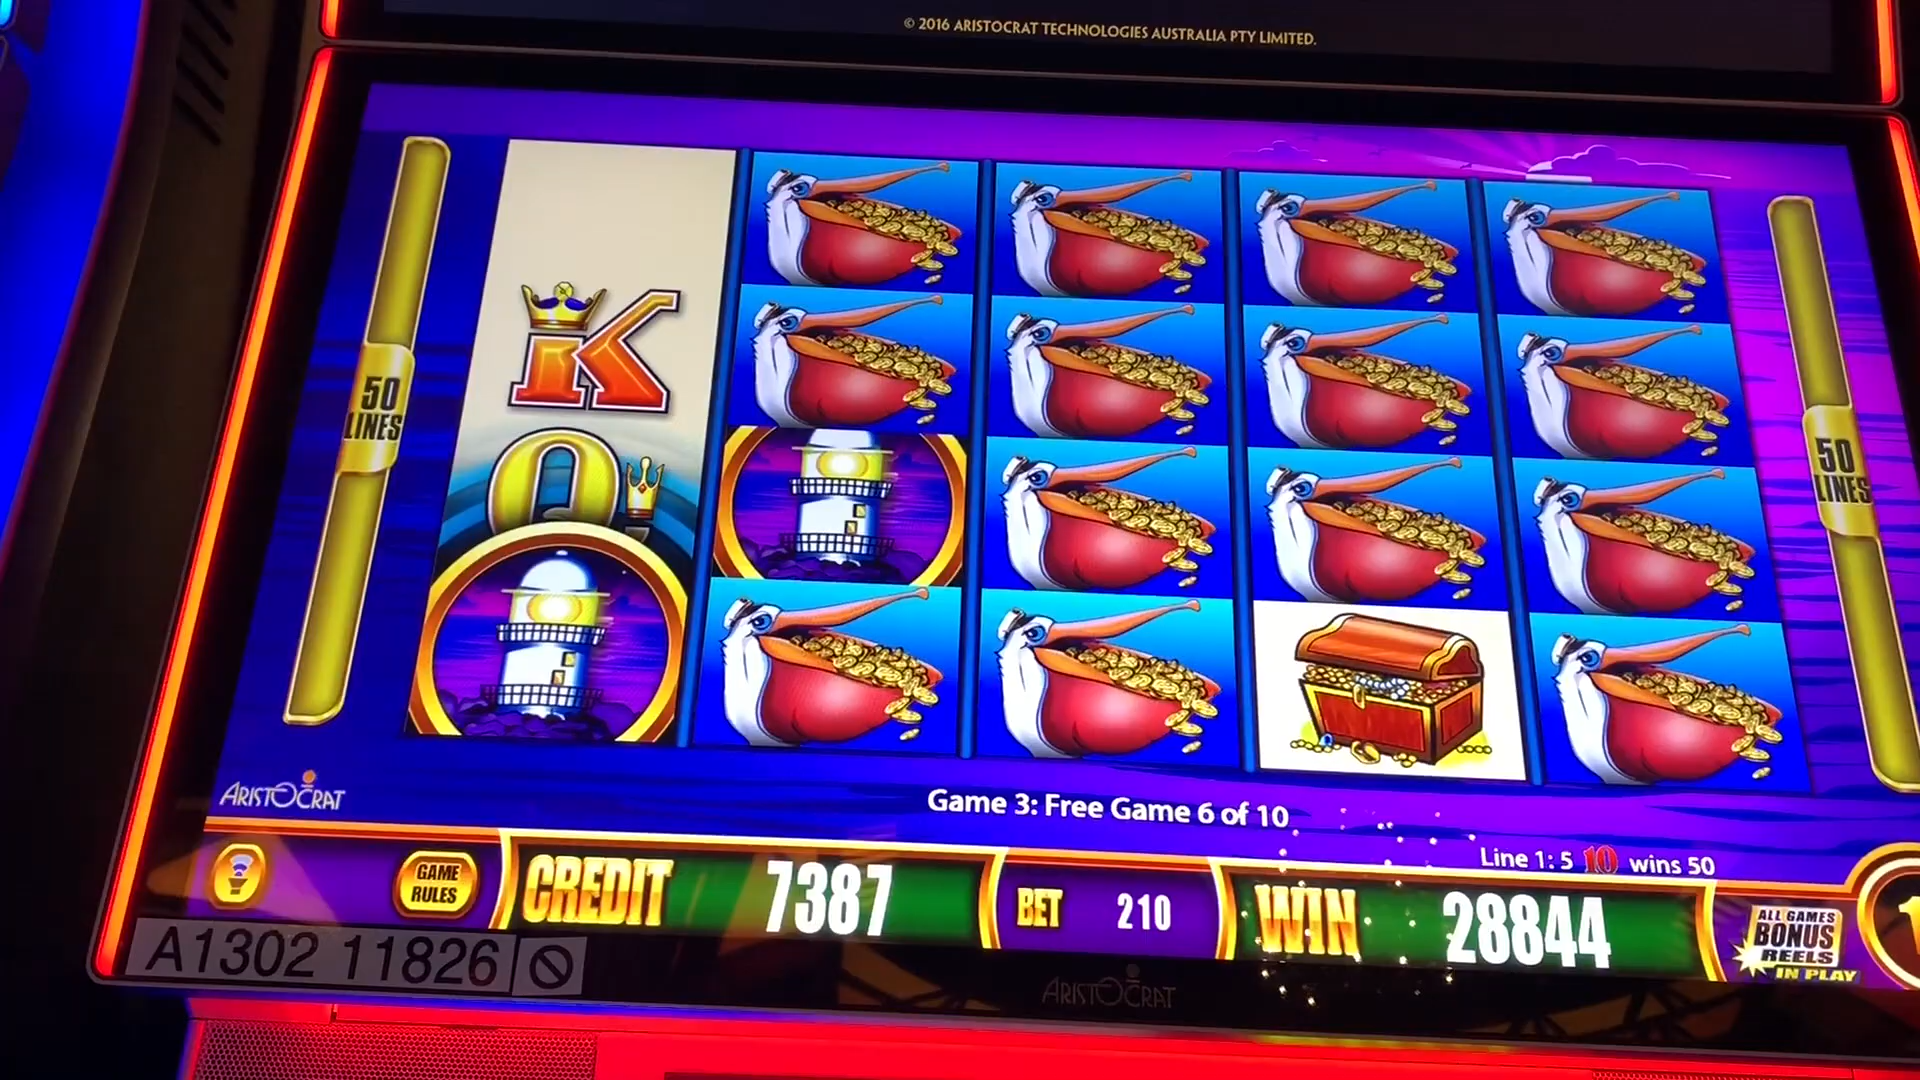 © 2016 ARISTOCRAT TECHNOLOGIES AUSTRALIA PTY LIMITED.
K
Q
50
LINES
50
LINES
ARISTOCRAT
Game 3: Free Game 6 of 10
Line 1: 5 10 wins 50
GAME
RULES
CREDIT 7387
BET 210
WIN 28844
ALL GAMES
BONUS
REELS
IN PLAY
A1302 11826
ARISTOCRAT